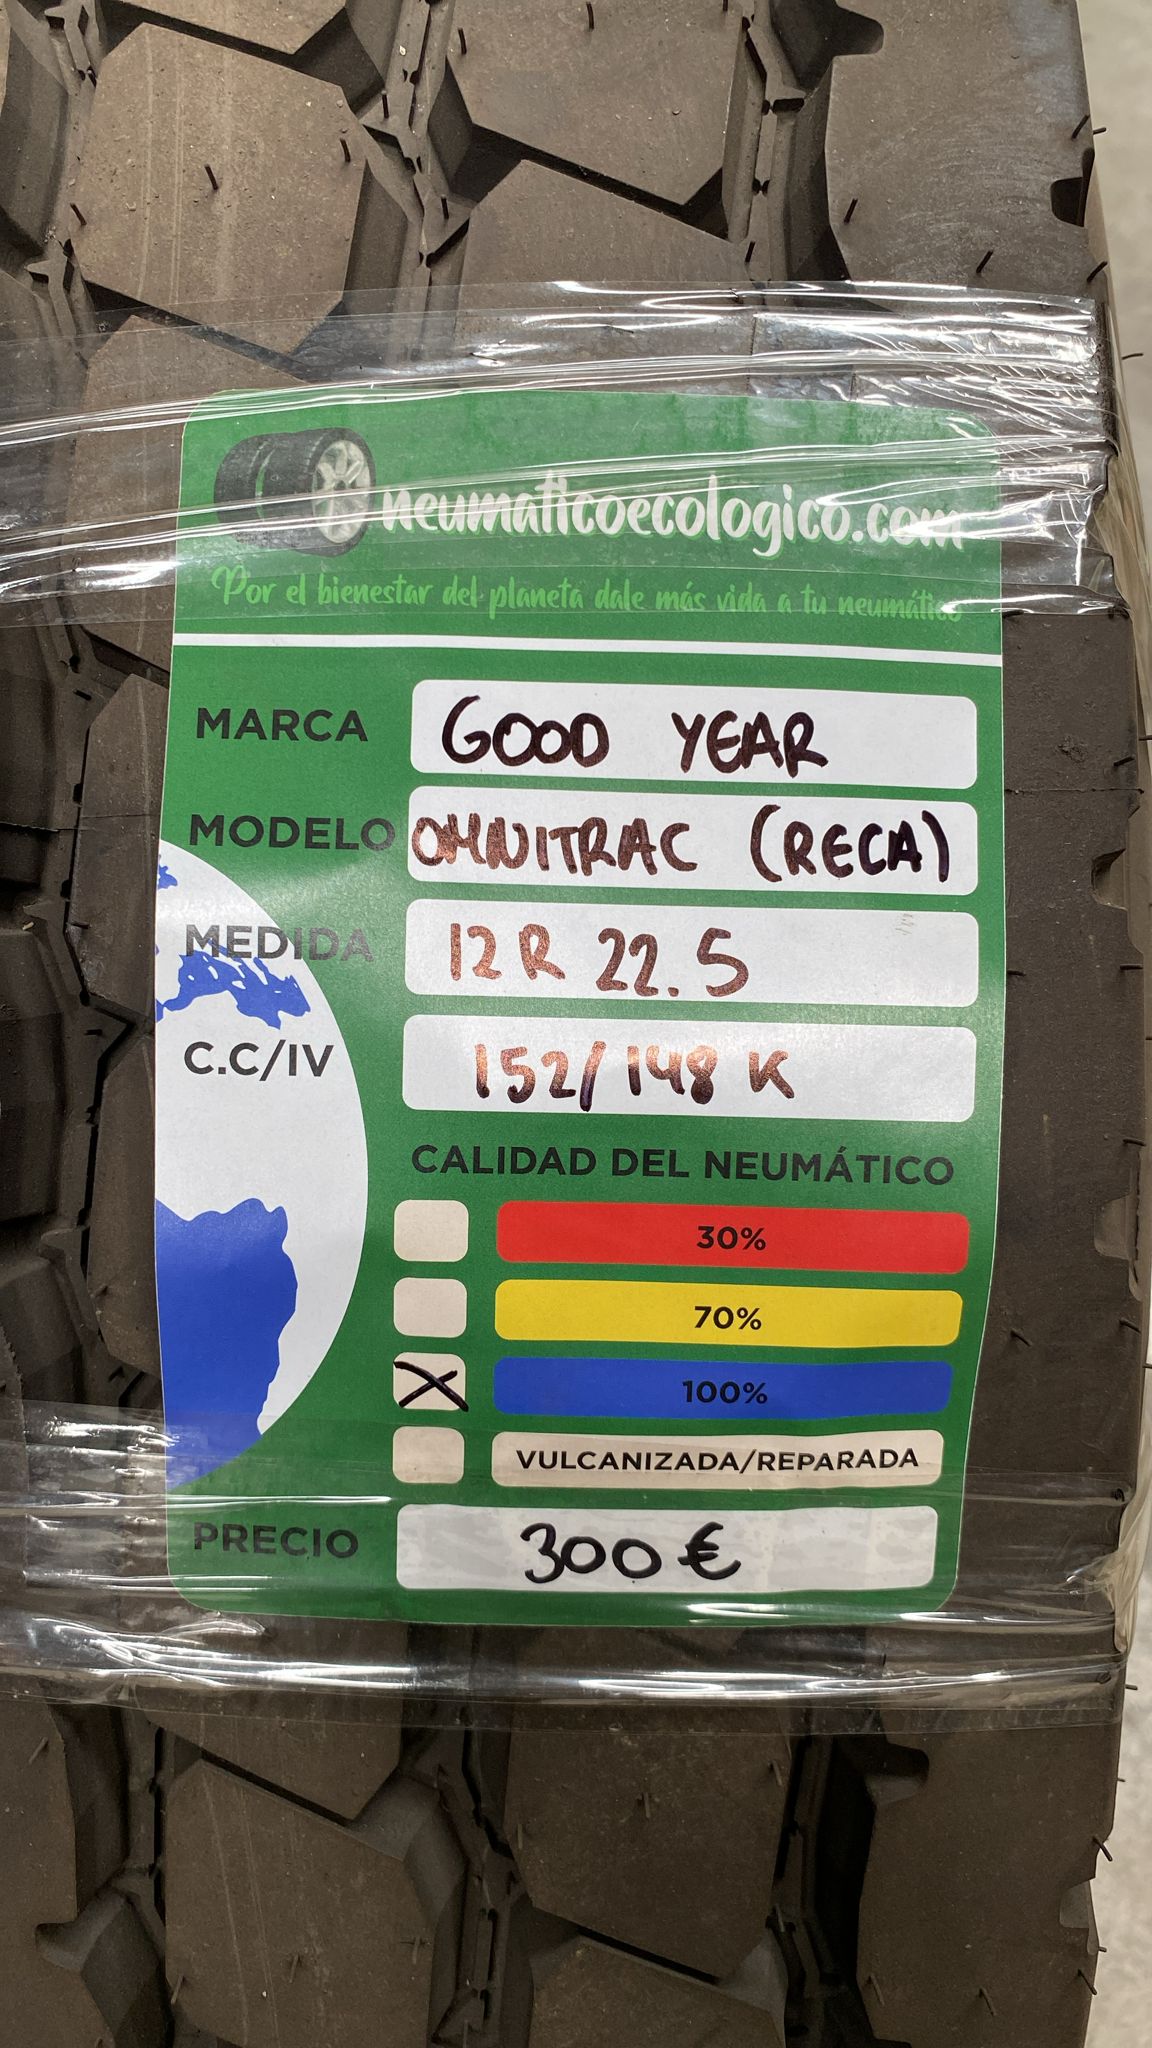 neumaticoecologico.com
Por el bienestar del planeta dale más vida a tu neumático
MARCA GOOD YEAR
MODELO OMNITRAC (RECA)
MEDIDA 12 R 22.5
C.C/IV 152/148 K
CALIDAD DEL NEUMÁTICO
30%
70%
X 100%
VULCANIZADA/REPARADA
PRECIO 300 €